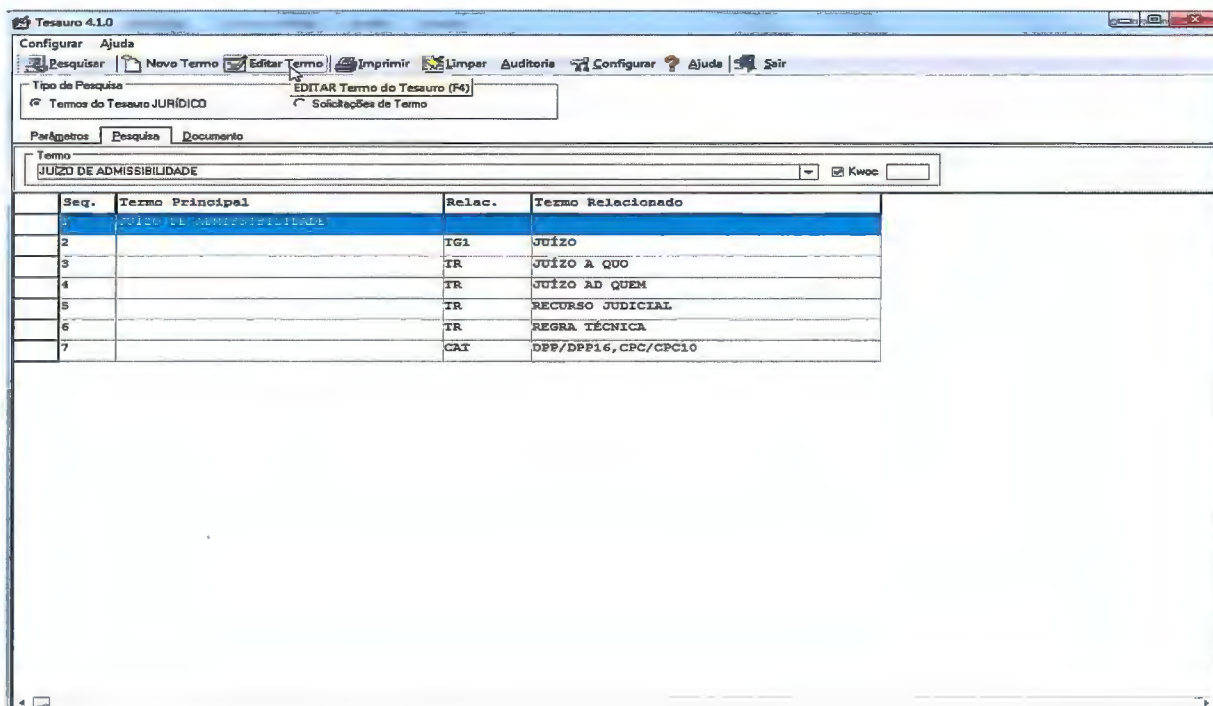 Tesauro 4.1.0
Configurar Ajuda
Pesquisar Novo Termo Editar Termo Imprimir Limpar Auditoria Configurar Ajuda Sair
Tipo de Pesquisa
EDITAR Termo do Tesauro (F4)
Termos do Tesauro JURÍDICO Solicitações de Termo
Parâmetros Pesquisa Documento
Termo
JUÍZO DE ADMISSIBILIDADE Kwoc
Seq. Termo Principal Relac. Termo Relacionado
1 JUÍZO DE ADMISSIBILIDADE
2 TG1 JUÍZO
3 TR JUÍZO A QUO
4 TR JUÍZO AD QUEM
5 TR RECURSO JUDICIAL
6 TR REGRA TÉCNICA
7 CAT DPP/DPP16,CPC/CPC10